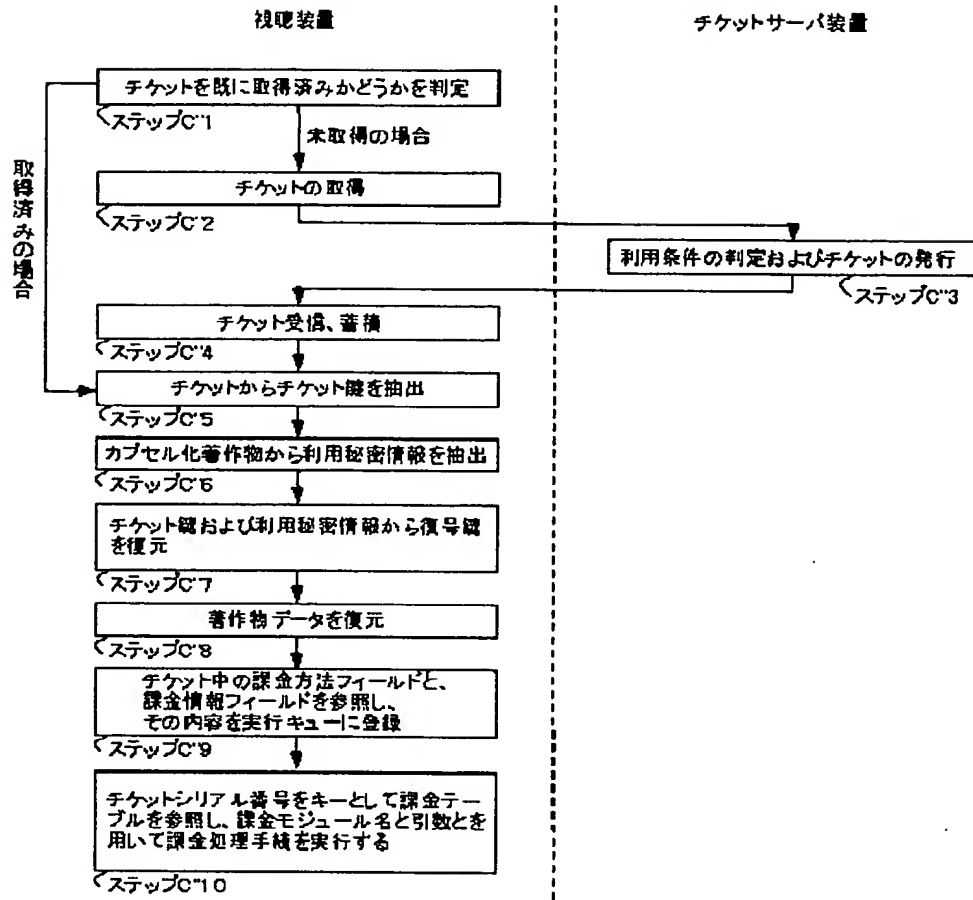 視聴装置
チケットサーバ装置
チケットを既に取得済みかどうかを判定
ステップC"1
未取得の場合
取得済みの場合
チケットの取得
ステップC"2
利用条件の判定およびチケットの発行
ステップC"3
チケット受信、蓄積
ステップC"4
チケットからチケット鍵を抽出
ステップC"5
カプセル化著作物から利用秘密情報を抽出
ステップC"6
チケット鍵および利用秘密情報から復号鍵
を復元
ステップC"7
著作物データを復元
ステップC"8
チケット中の課金方法フィールドと、
課金情報フィールドを参照し、
その内容を実行キューに登録
ステップC"9
チケットシリアル番号をキーとして課金テー
ブルを参照し、課金モジュール名と引数とを
用いて課金処理手続を実行する
ステップC"10